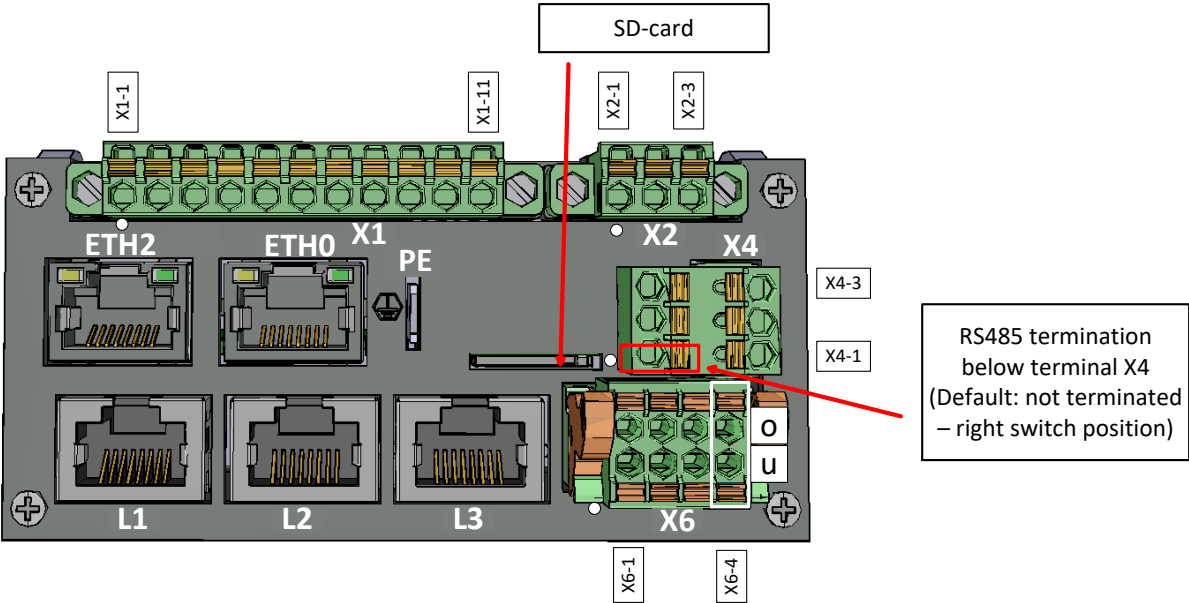 SD-card
X1-1
X1-11
X2-1
X2-3
X1
X2
X4
ETH2
ETH0
PE
X4-3
X4-1
RS485 termination
below terminal X4
(Default: not terminated
– right switch position)
o
u
L1
L2
L3
X6
X6-1
X6-4